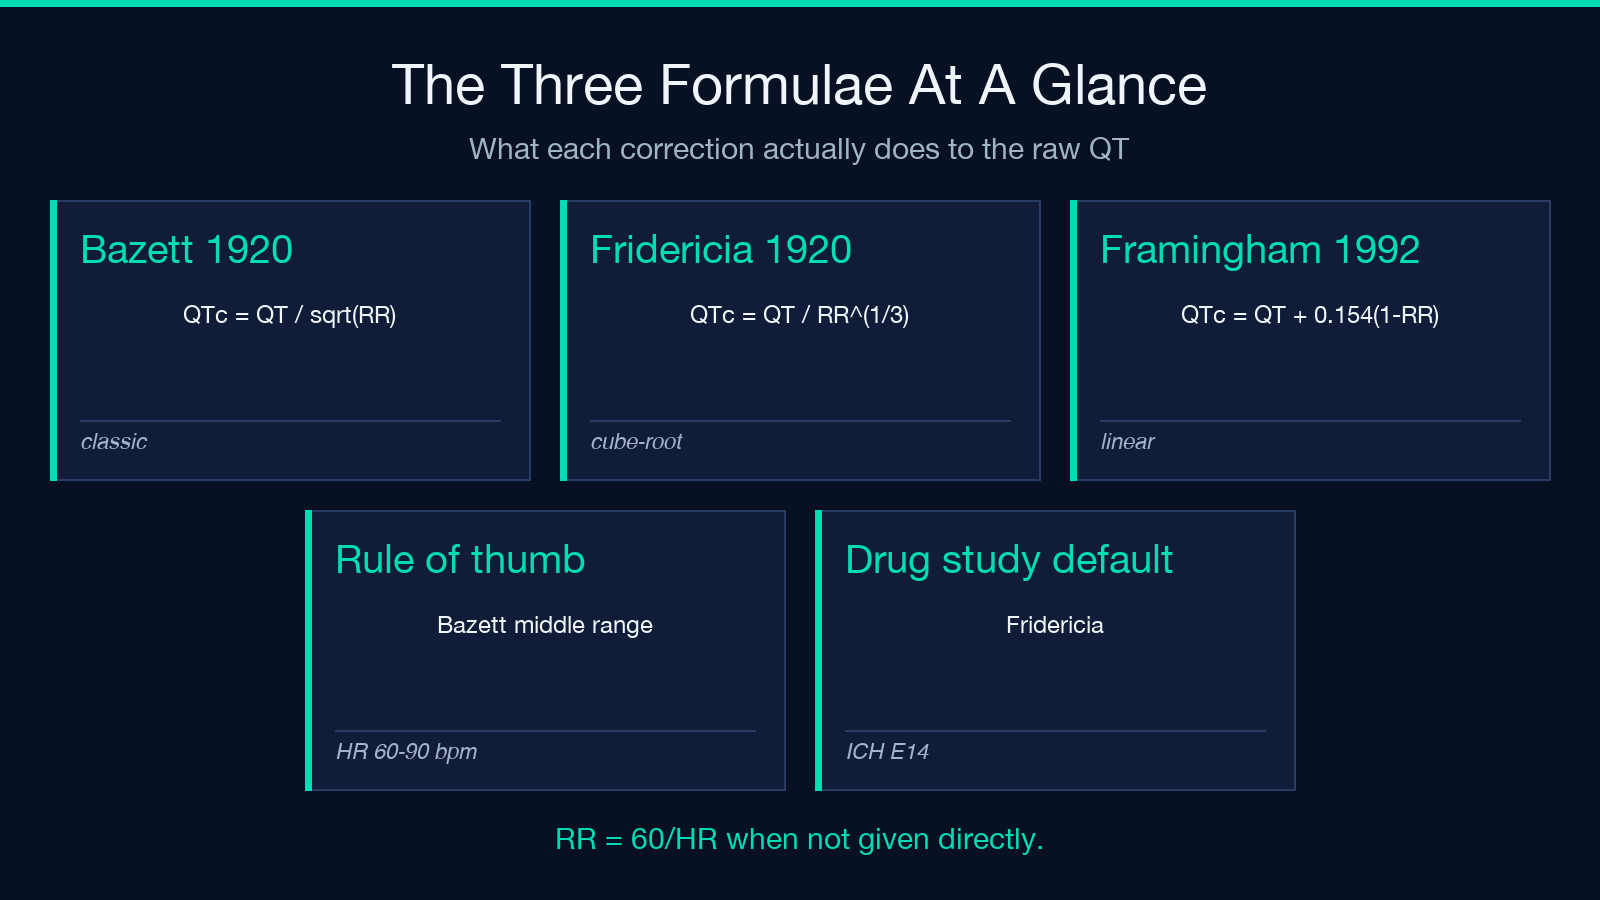 The Three Formulae At A Glance
What each correction actually does to the raw QT
Bazett 1920
QTc = QT / sqrt(RR)
classic
Fridericia 1920
QTc = QT / RR^(1/3)
cube-root
Framingham 1992
QTc = QT + 0.154(1-RR)
linear
Rule of thumb
Bazett middle range
HR 60-90 bpm
Drug study default
Fridericia
ICH E14
RR = 60/HR when not given directly.